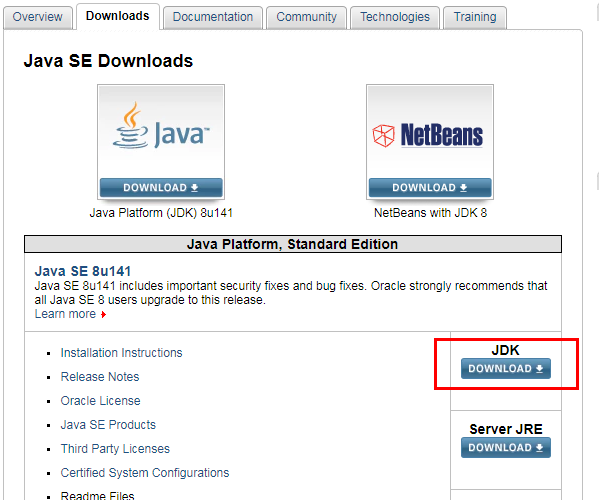 Overview Downloads Documentation Community Technologies Training
Java SE Downloads
Java™ NetBeans
DOWNLOAD DOWNLOAD
Java Platform (JDK) 8u141 NetBeans with JDK 8
Java Platform, Standard Edition
Java SE 8u141
Java SE 8u141 includes important security fixes and bug fixes. Oracle strongly recommends that
all Java SE 8 users upgrade to this release.
Learn more
Installation Instructions
Release Notes
Oracle License
Java SE Products
Third Party Licenses
Certified System Configurations
Readme Files
JDK
DOWNLOAD
Server JRE
DOWNLOAD